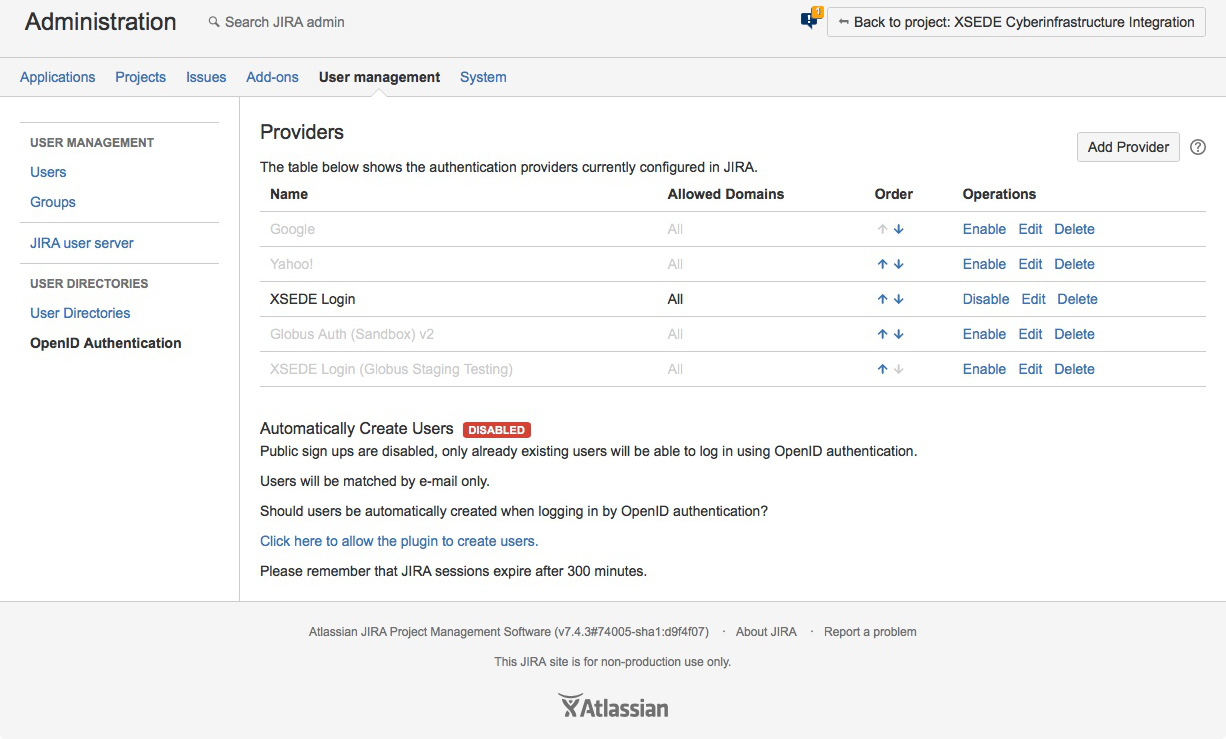 Administration
Search JIRA admin
1
Back to project: XSEDE Cyberinfrastructure Integration
Applications Projects Issues Add-ons User management System
USER MANAGEMENT
Users
Groups
JIRA user server
USER DIRECTORIES
User Directories
OpenID Authentication
Providers
Add Provider
?
The table below shows the authentication providers currently configured in JIRA.
Name Allowed Domains Order Operations
Google All Enable Edit Delete
Yahoo! All Enable Edit Delete
XSEDE Login All Disable Edit Delete
Globus Auth (Sandbox) v2 All Enable Edit Delete
XSEDE Login (Globus Staging Testing) All Enable Edit Delete
Automatically Create Users DISABLED
Public sign ups are disabled, only already existing users will be able to log in using OpenID authentication.
Users will be matched by e-mail only.
Should users be automatically created when logging in by OpenID authentication?
Click here to allow the plugin to create users.
Please remember that JIRA sessions expire after 300 minutes.
Atlassian JIRA Project Management Software (v7.4.3#74005-sha1:d9f4f07) · About JIRA · Report a problem
This JIRA site is for non-production use only.
Atlassian